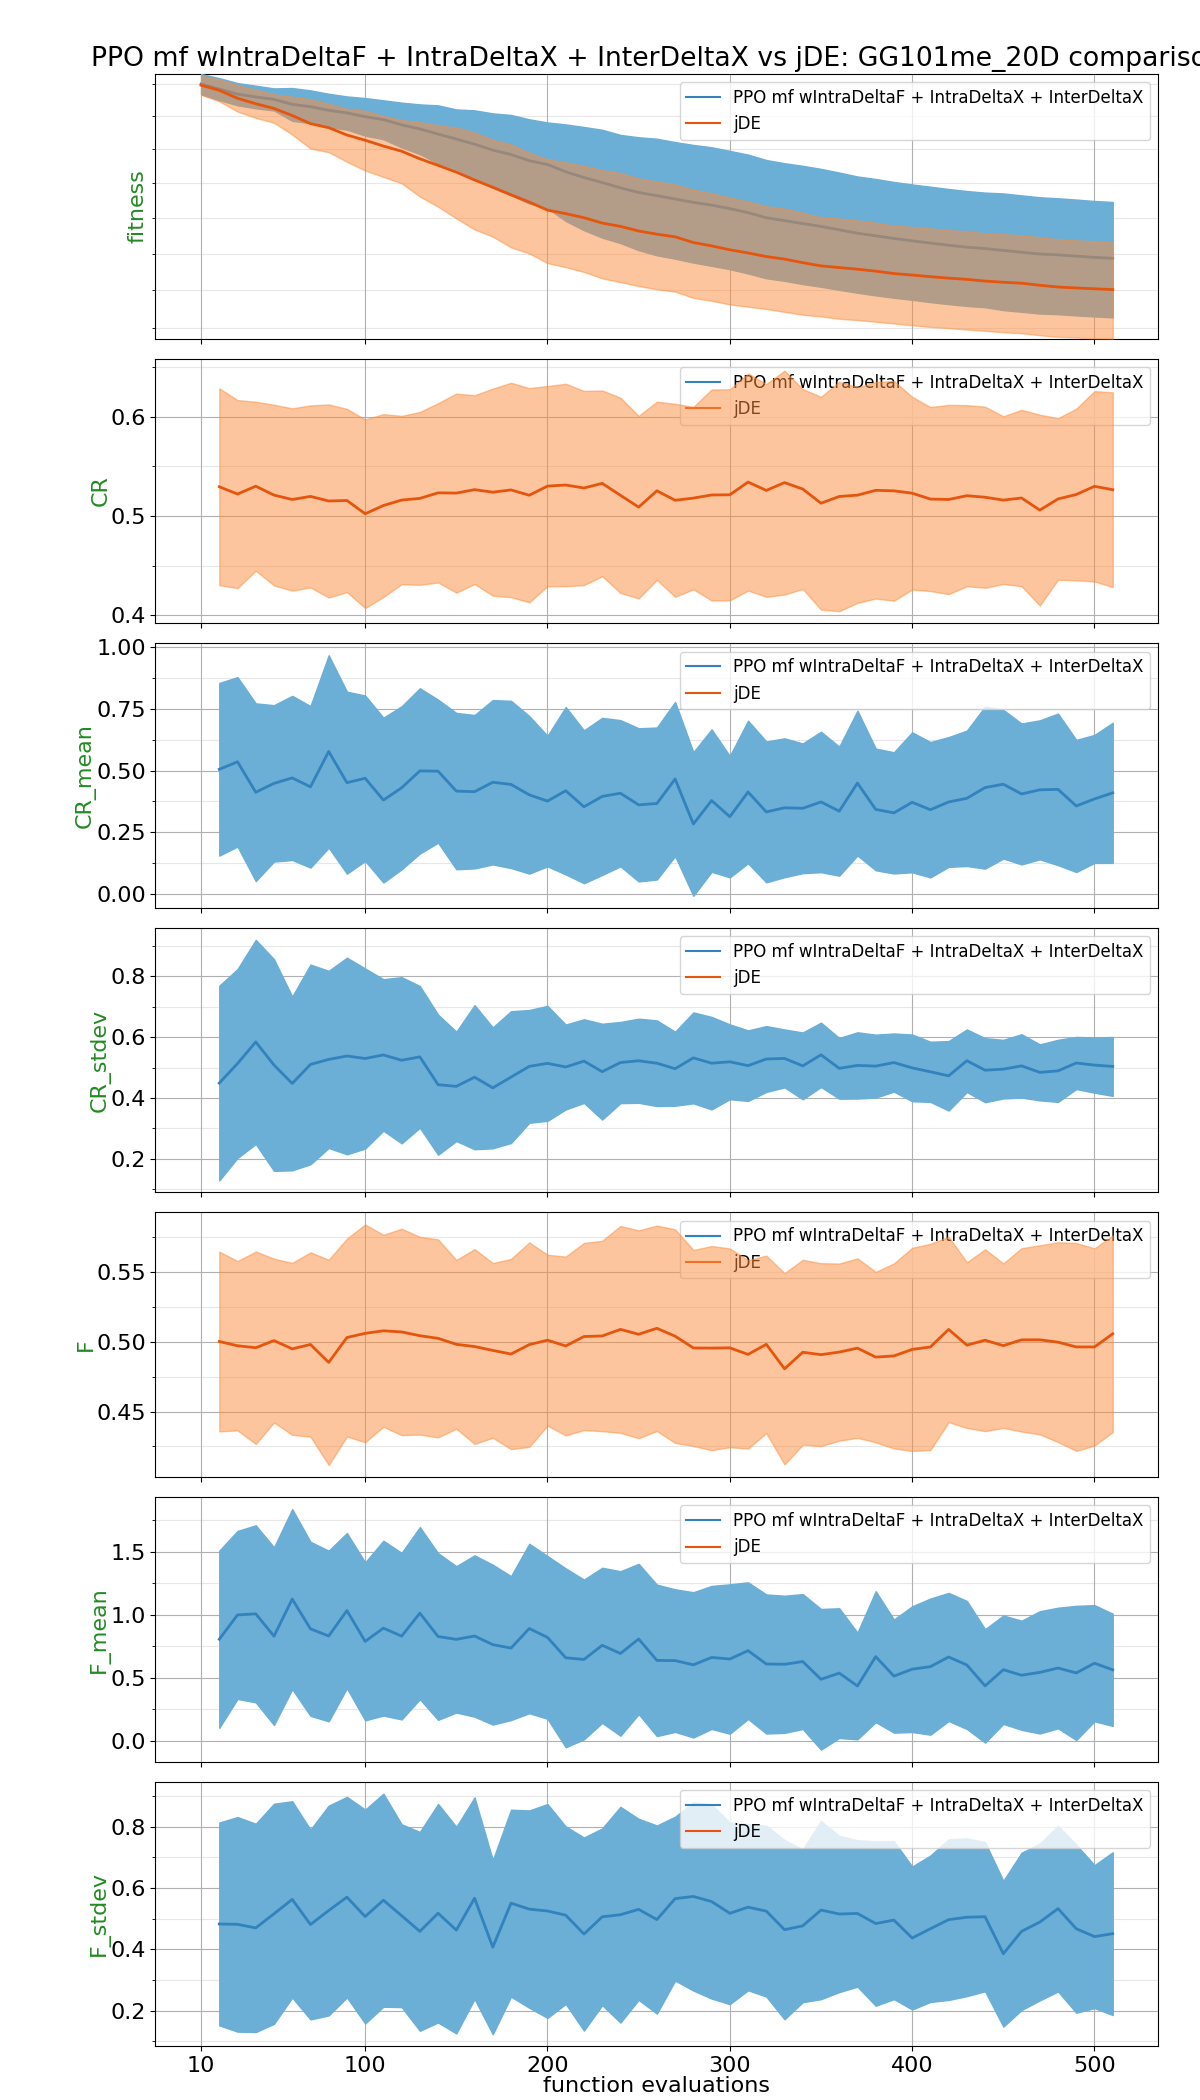 PPO mf wIntraDeltaF + IntraDeltaX + InterDeltaX vs jDE: GG101me_20D comparisc
PPO mf wIntraDeltaF + IntraDeltaX + InterDeltaX
jDE
fitness
PPO mf wIntraDeltaF + IntraDeltaX + InterDeltaX
jDE
0.6
0.5
0.4
CR
PPO mf wIntraDeltaF + IntraDeltaX + InterDeltaX
jDE
1.00
0.75
0.50
0.25
0.00
CR_mean
PPO mf wIntraDeltaF + IntraDeltaX + InterDeltaX
jDE
0.8
0.6
0.4
0.2
CR_stdev
PPO mf wIntraDeltaF + IntraDeltaX + InterDeltaX
jDE
0.55
0.50
0.45
F
PPO mf wIntraDeltaF + IntraDeltaX + InterDeltaX
jDE
1.5
1.0
0.5
0.0
F_mean
PPO mf wIntraDeltaF + IntraDeltaX + InterDeltaX
jDE
0.8
0.6
0.4
0.2
F_stdev
10 100 200 300 400 500
function evaluations